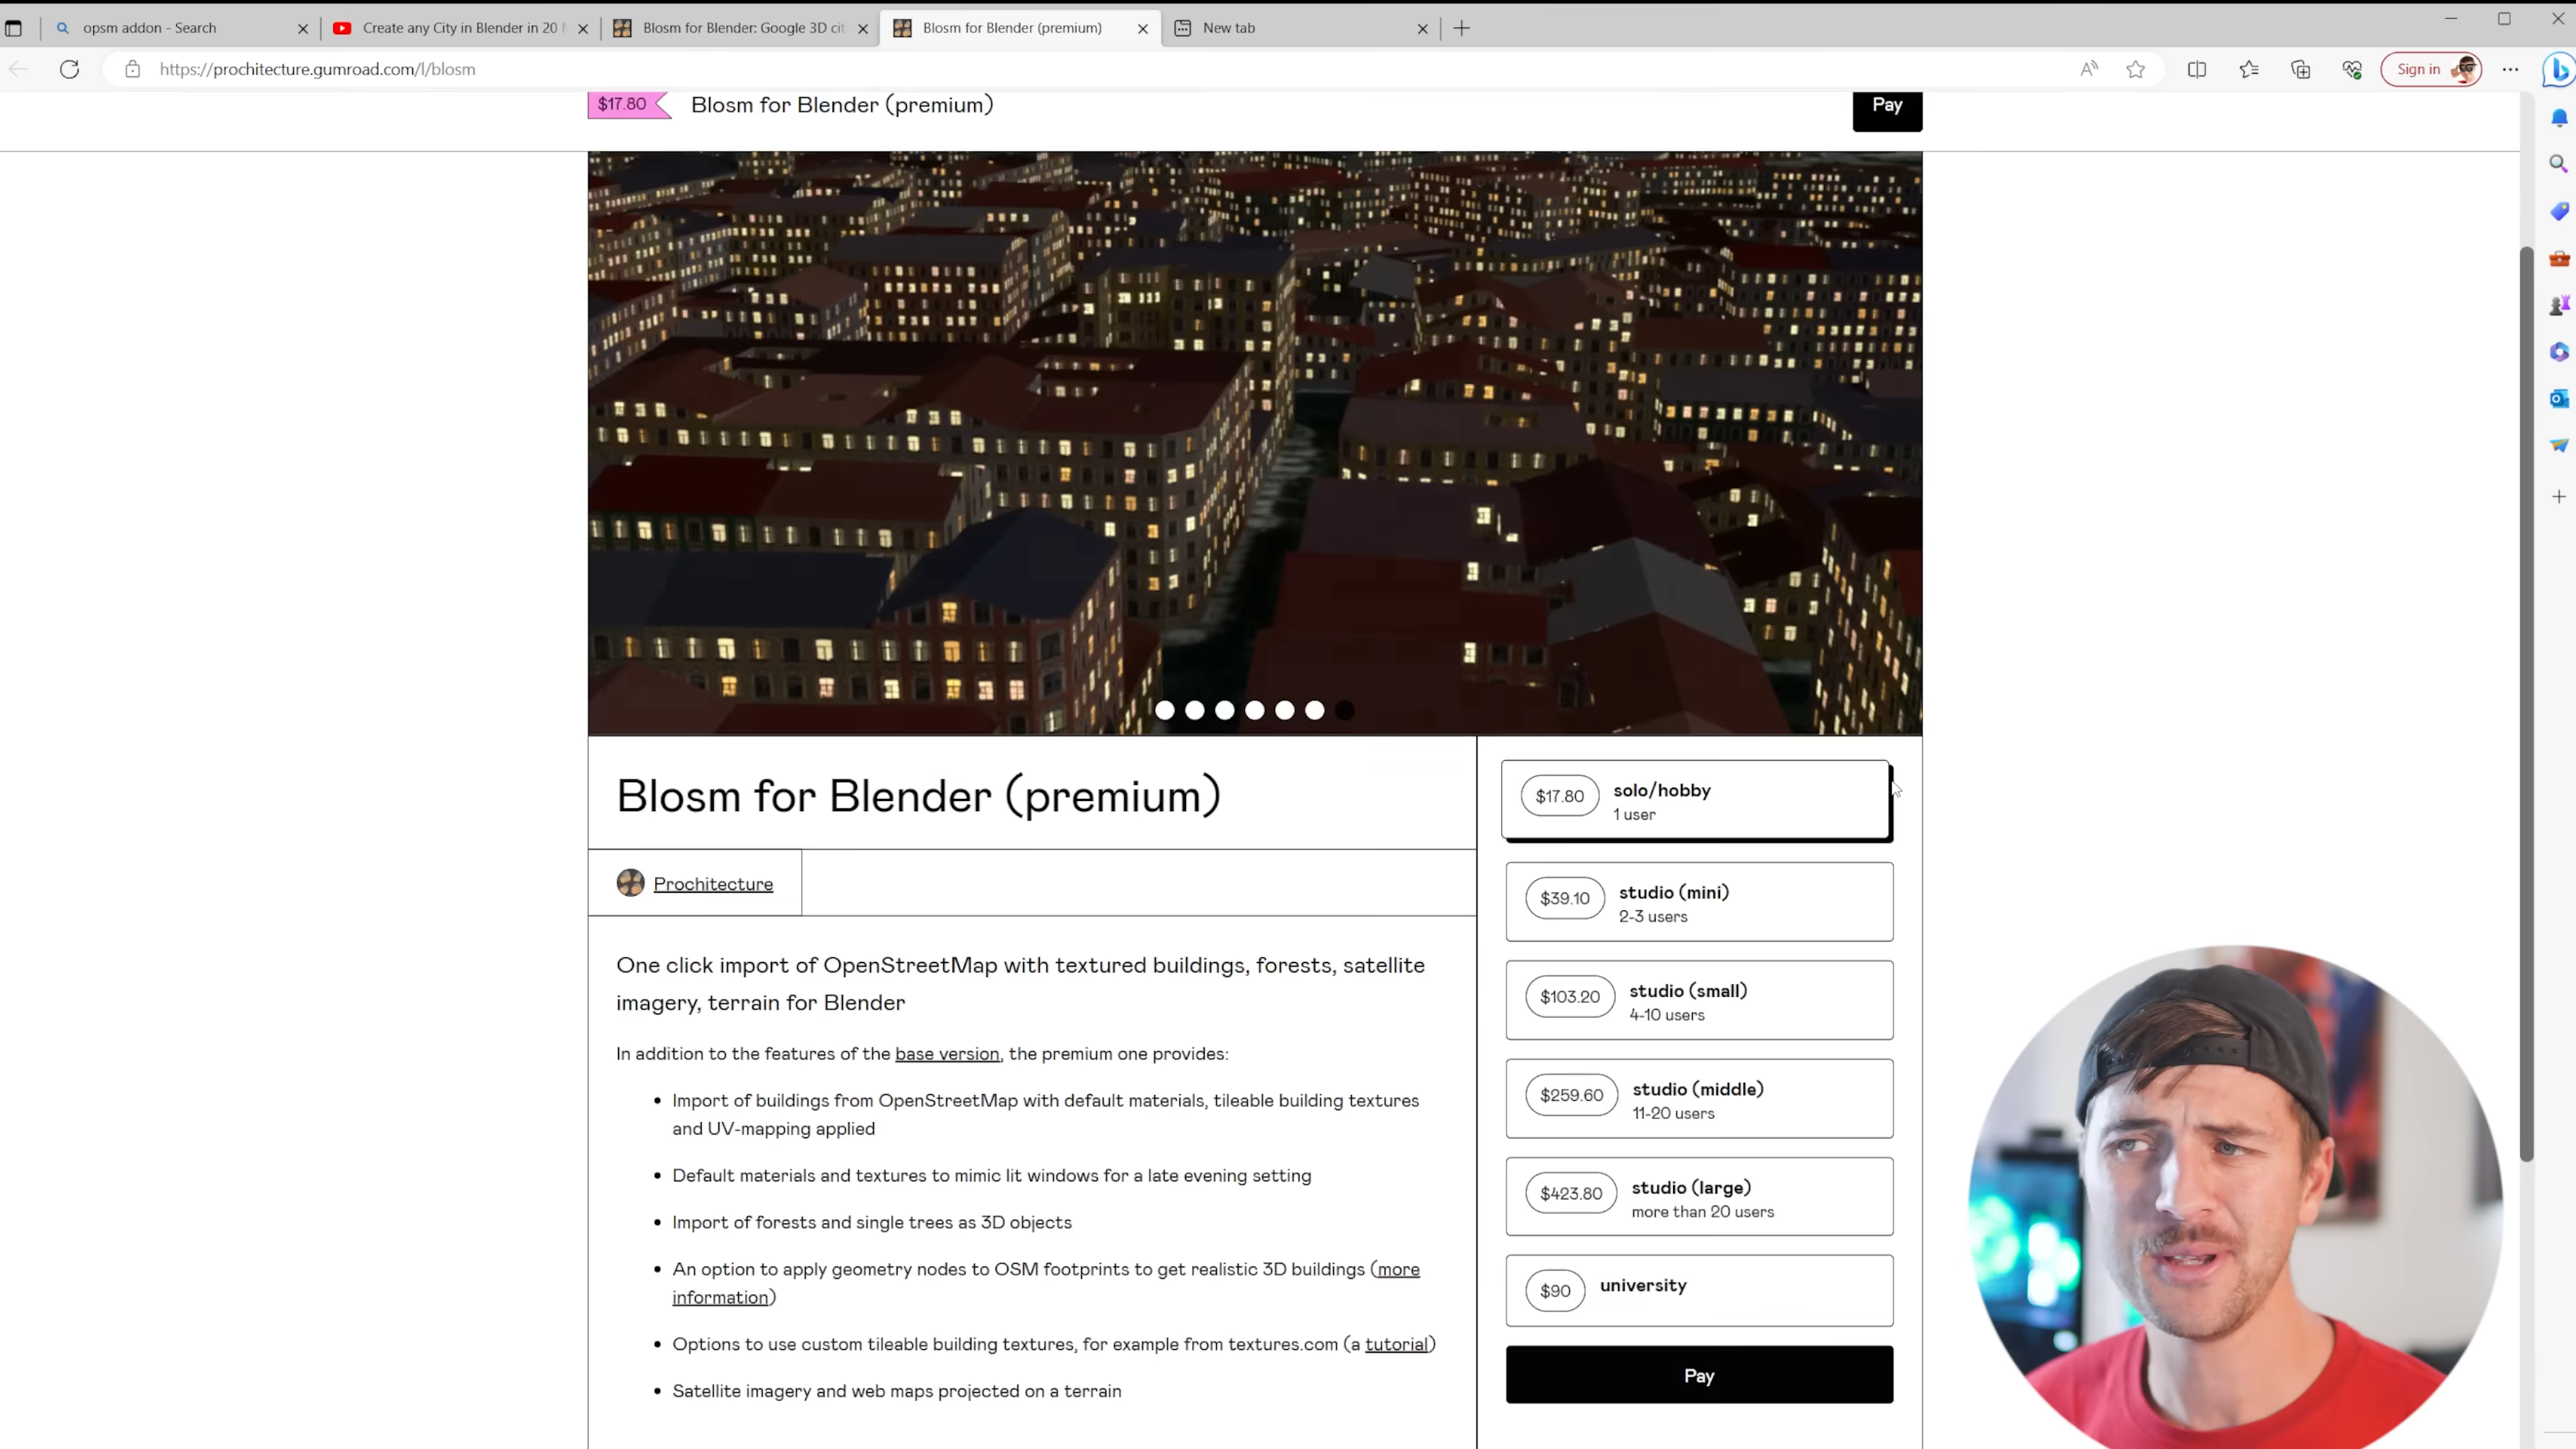 opsm addon - Search
Create any City in Blender in 20
Blosm for Blender: Google 3D cit
Blosm for Blender (premium)
New tab
https://prochitecture.gumroad.com/l/blosm
Sign in
$17.80
Blosm for Blender (premium)
Pay
Blosm for Blender (premium)
Prochitecture
One click import of OpenStreetMap with textured buildings, forests, satellite
imagery, terrain for Blender
In addition to the features of the base version, the premium one provides:
• Import of buildings from OpenStreetMap with default materials, tileable building textures
and UV-mapping applied
• Default materials and textures to mimic lit windows for a late evening setting
• Import of forests and single trees as 3D objects
• An option to apply geometry nodes to OSM footprints to get realistic 3D buildings (more
information)
• Options to use custom tileable building textures, for example from textures.com (a tutorial)
• Satellite imagery and web maps projected on a terrain
$17.80
solo/hobby
1 user
$39.10
studio (mini)
2-3 users
$103.20
studio (small)
4-10 users
$259.60
studio (middle)
11-20 users
$423.80
studio (large)
more than 20 users
$90
university
Pay